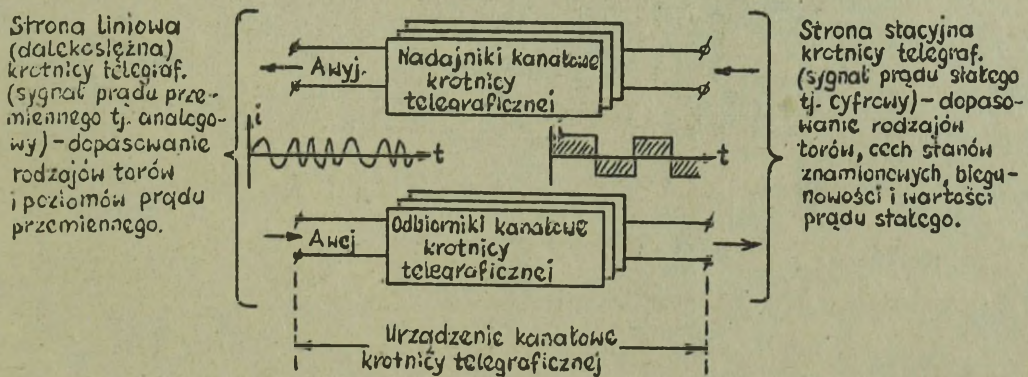 Strona liniowa
(dalekosiężna)
krotnicy telegraf.
(sygnał prądu prze-
miennego tj. analogo-
wy) - dopasowanie
rodzajów torów
i poziomów prądu
przemiennego.
Awyj.
Nadajniki kanałowe
krotnicy
telegraficznej
i
t
i
t
Awej
Odbiorniki kanałowe
krotnicy
telegraficznej
Urządzenie kanałowe
krotnicy telegraficznej
Strona stacyjna
krotnicy telegraf.
(sygnał prądu stałego
tj. cyfrowy) - dopaso-
wanie rodzajów
torów, cech stanów
znamionowych, biegu-
nowości i wartości
prądu stałego.